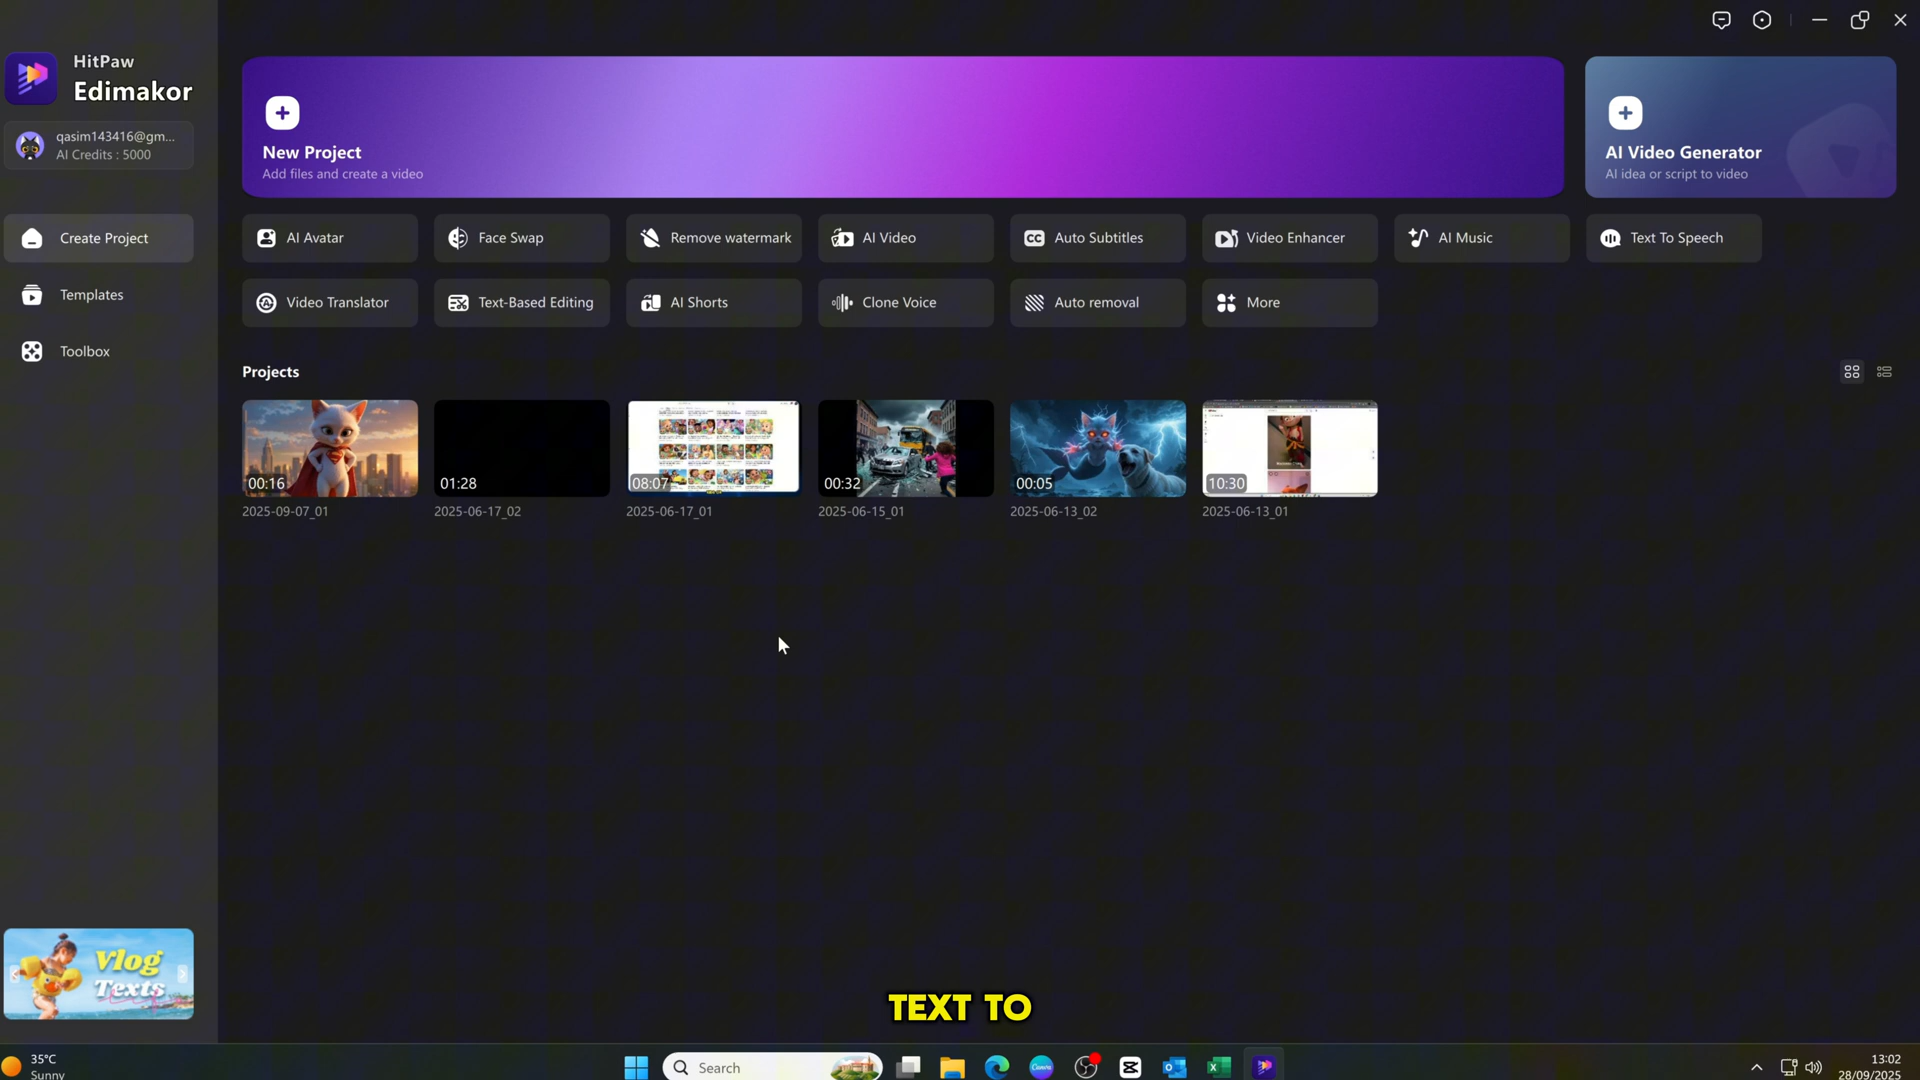 HitPaw
Edimakor
qasim143416@gm...
AI Credits : 5000
Create Project
Templates
Toolbox
New Project
Add files and create a video
AI Video Generator
AI idea or script to video
AI Avatar
Face Swap
Remove watermark
AI Video
Auto Subtitles
Video Enhancer
AI Music
Text To Speech
Video Translator
Text-Based Editing
AI Shorts
Clone Voice
Auto removal
More
Projects
00:16
01:28
08:07
00:32
00:05
10:30
2025-09-07_01
2025-06-17_02
2025-06-17_01
2025-06-15_01
2025-06-13_02
2025-06-13_01
Vlog
Texts
TEXT TO
35°C
Sunny
Search
13:02
28/09/2025